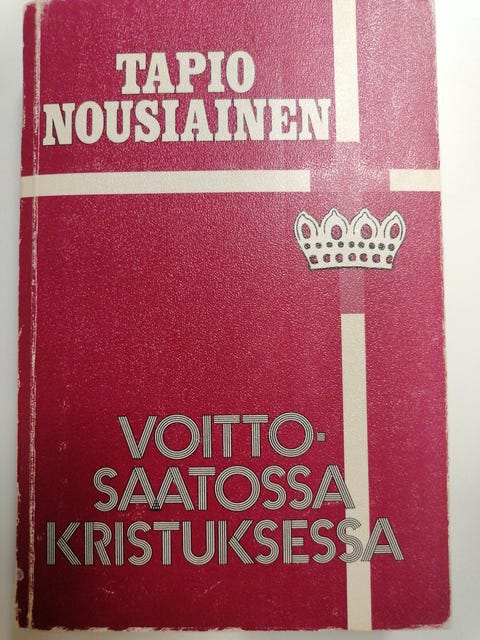 TAPIO
NOUSIAINEN
VOITTO-
SAATOSSA
KRISTUKSESSA